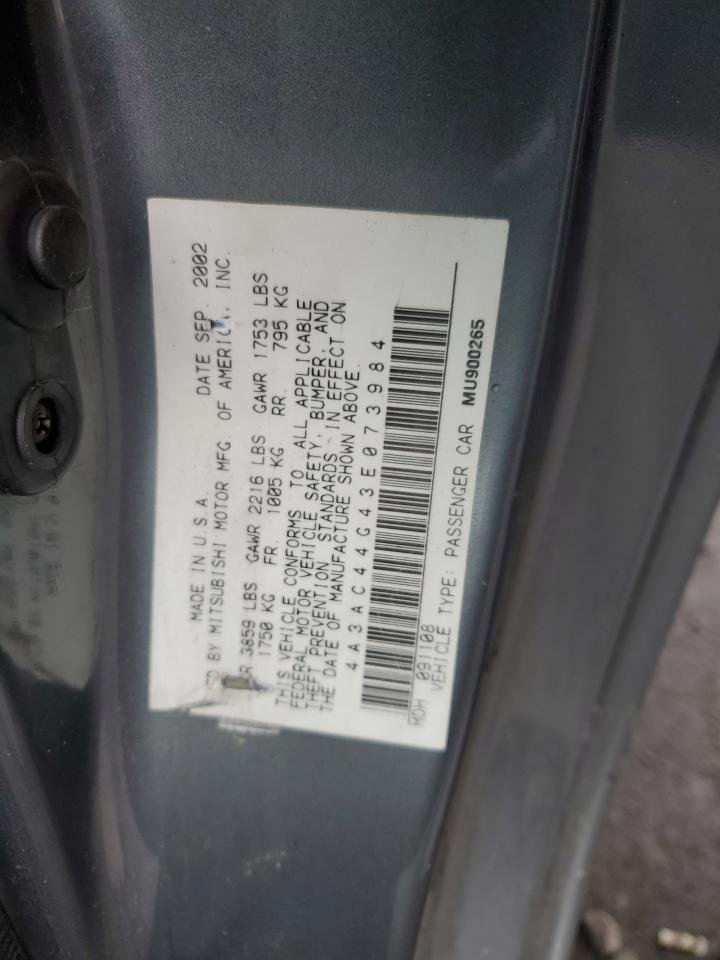 MADE IN U.S.A. DATE SEP. 2002
BY MITSUBISHI MOTOR MFG. OF AMERICA, INC.
3859 LBS GAWR 2216 LBS GAWR 1753 LBS
1750 KG FR. 1005 KG RR. 795 KG
THIS VEHICLE CONFORMS TO ALL APPLICABLE
FEDERAL MOTOR VEHICLE SAFETY, BUMPER, AND
THEFT PREVENTION STANDARDS IN EFFECT ON
THE DATE OF MANUFACTURE SHOWN ABOVE.
4A3AC44G43E073984
MDH 091108
VEHICLE TYPE: PASSENGER CAR MU900265